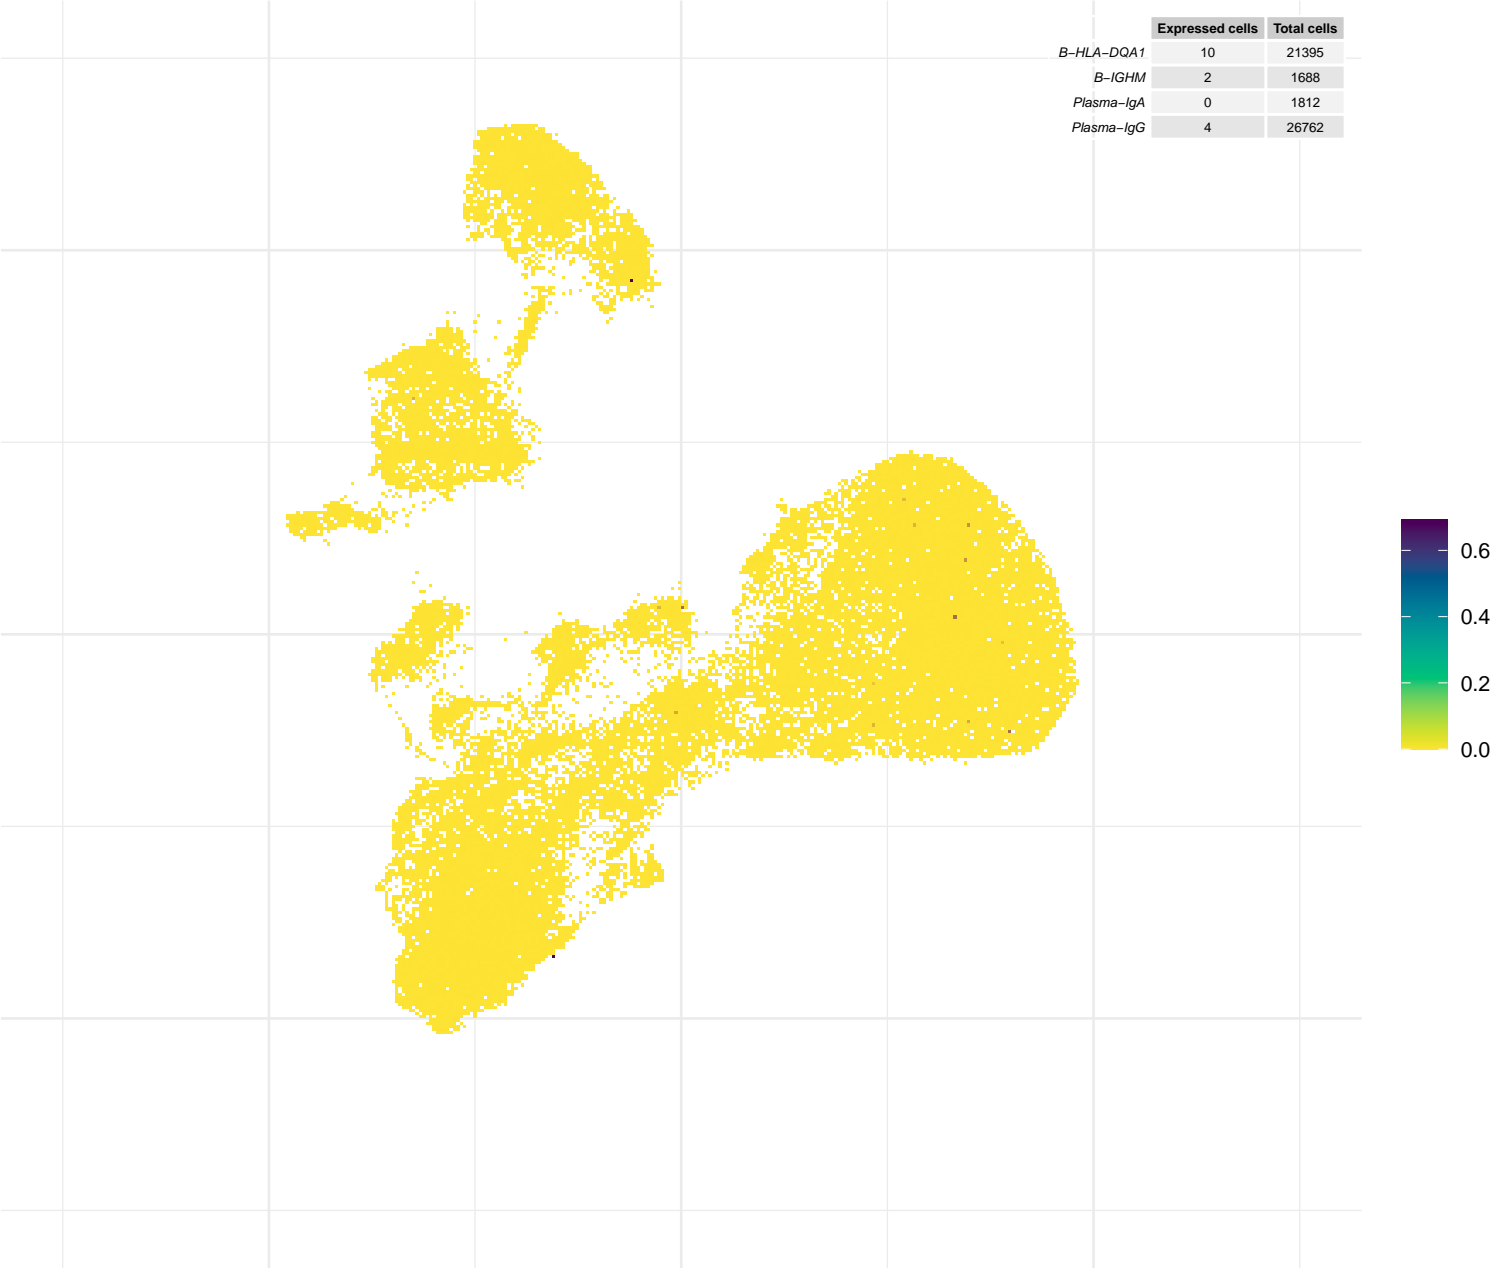 Expressed cells Total cells
B−HLA−DQA1 10 21395
B−IGHM 2 1688
Plasma−IgA 0 1812
Plasma−IgG 4 26762
0.6
0.4
0.2
0.0